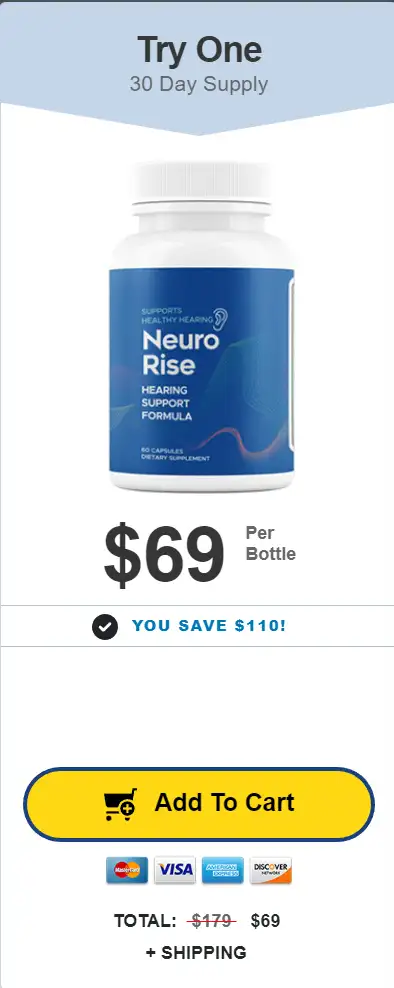 Try One
30 Day Supply
SUPPORTS
HEALTHY HEARING
Neuro
Rise
HEARING
SUPPORT
FORMULA
60 CAPSULES
DIETARY SUPPLEMENT
$69
Per
Bottle
YOU SAVE $110!
Add To Cart
MasterCard VISA AMERICAN EXPRESS DISCOVER NETWORK
TOTAL: $179 $69
+ SHIPPING